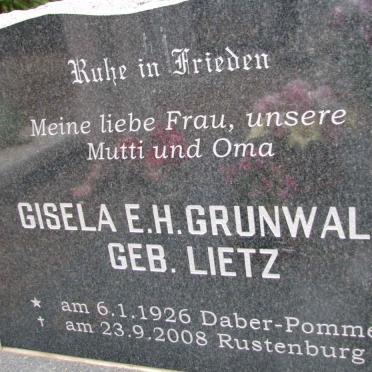 Ruhe in Frieden
Meine liebe Frau, unsere
Mutti und Oma
GISELA E.H. GRUNWAL
GEB. LIETZ
* am 6.1.1926 Daber-Pomme
† am 23.9.2008 Rustenburg